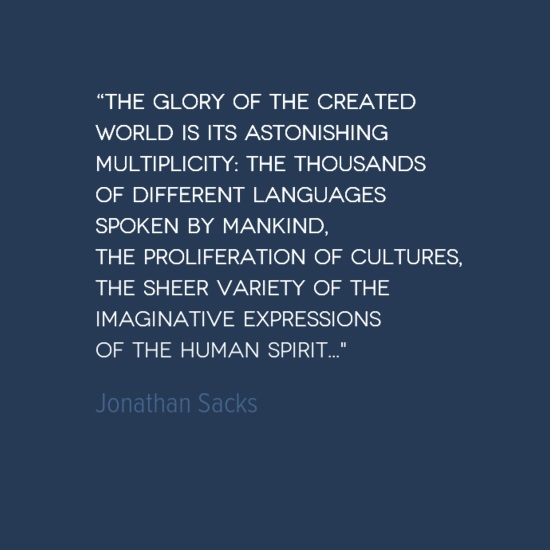 “THE GLORY OF THE CREATED
WORLD IS ITS ASTONISHING
MULTIPLICITY: THE THOUSANDS
OF DIFFERENT LANGUAGES
SPOKEN BY MANKIND,
THE PROLIFERATION OF CULTURES,
THE SHEER VARIETY OF THE
IMAGINATIVE EXPRESSIONS
OF THE HUMAN SPIRIT..."
Jonathan Sacks